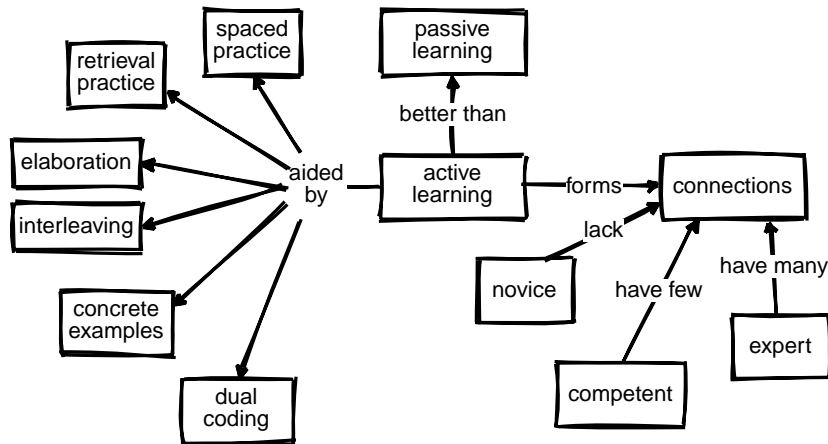 spaced
practice
passive
learning
retrieval
practice
better than
elaboration
aided
by
active
learning
forms
connections
interleaving
lack
novice
have few
have many
concrete
examples
expert
competent
dual
coding